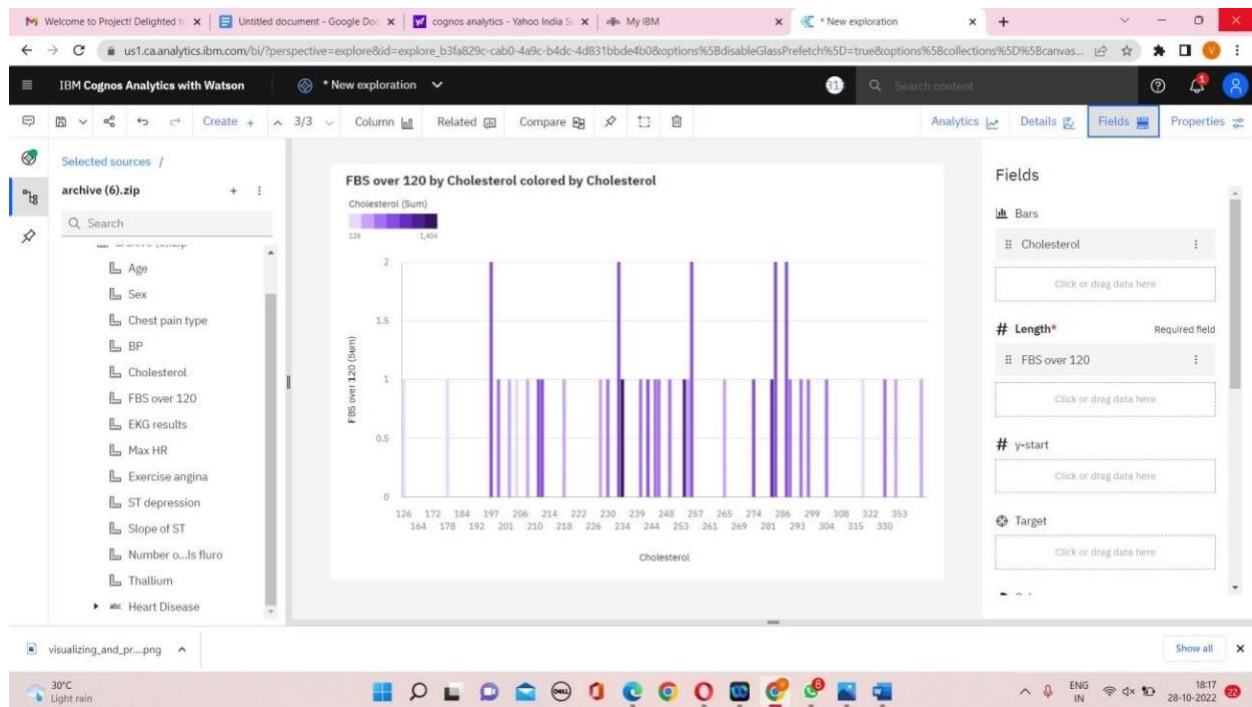 Welcome to Project! Delighted t
Untitled document - Google Doc
cognos analytics - Yahoo India S
My IBM
* New exploration
us1.ca.analytics.ibm.com/bi/?perspective=explore&id=explore_b3fa829c-cab0-4a9c-b4dc-4d831bbde4b0&options%5BdisableGlassPrefetch%5D=true&options%5Bcollections%5D%5Bcanvas...
IBM Cognos Analytics with Watson
* New exploration
31
Search content
Create +
3/3
Column
Related
Compare
Analytics
Details
Fields
Properties
Selected sources /
archive (6).zip
Search
Age
Sex
Chest pain type
BP
Cholesterol
FBS over 120
EKG results
Max HR
Exercise angina
ST depression
Slope of ST
Number o...ls fluro
Thallium
abc Heart Disease
FBS over 120 by Cholesterol colored by Cholesterol
Cholesterol (Sum)
126 1,404
FBS over 120 (Sum)
2
1.5
1
0.5
0
126 172 184 197 206 214 222 230 239 248 257 265 274 286 299 308 322 353
164 178 192 201 210 218 226 234 244 253 261 269 281 293 304 315 330
Cholesterol
Fields
Bars
Cholesterol
Click or drag data here
# Length*
Required field
FBS over 120
Click or drag data here
# y-start
Click or drag data here
Target
Click or drag data here
visualizing_and_pr....png
Show all
30°C
Light rain
DELL
8
ENG
IN
18:17
28-10-2022
22